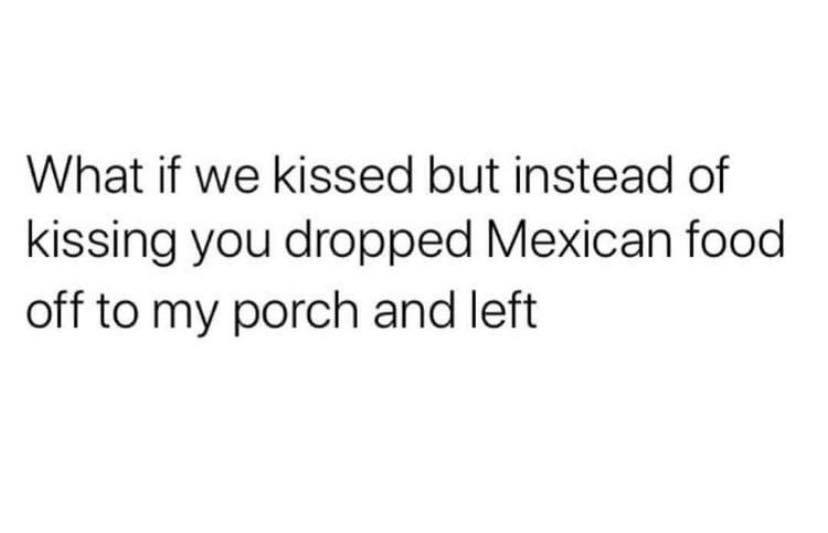 What if we kissed but instead of
kissing you dropped Mexican food
off to my porch and left